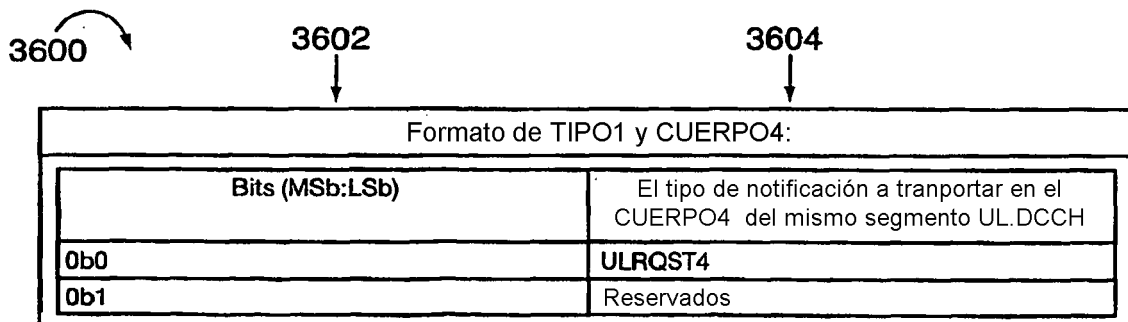 3600
3602
3604
Formato de TIPO1 y CUERPO4:
Bits (MSb:LSb)
El tipo de notificación a tranportar en el
CUERPO4 del mismo segmento UL.DCCH
0b0
ULRQST4
0b1
Reservados